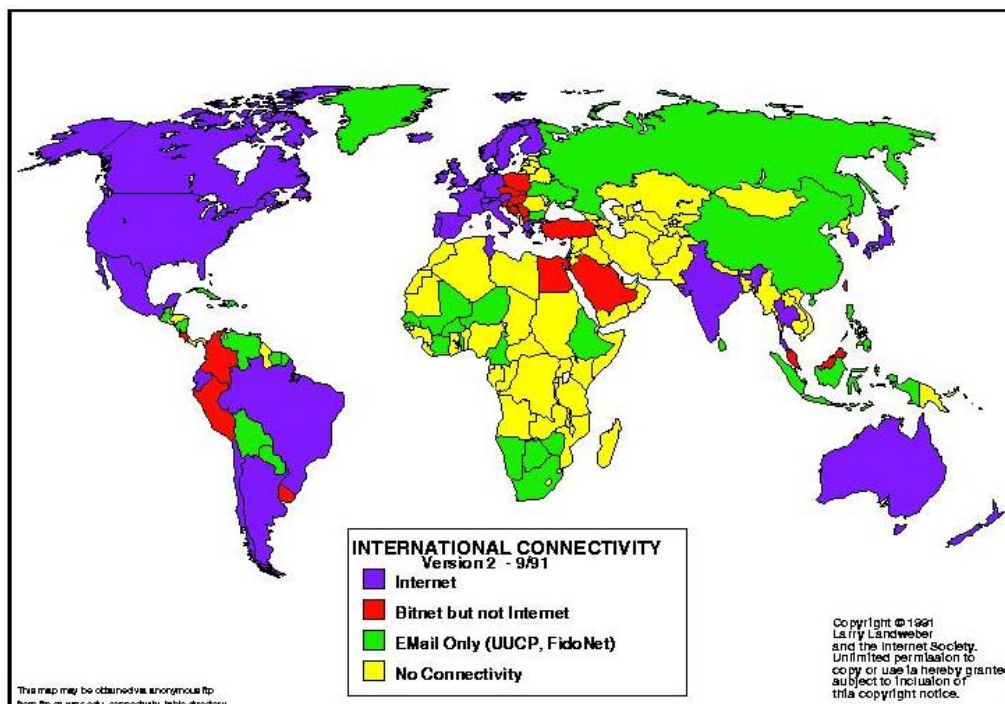 INTERNATIONAL CONNECTIVITY
Version 2 - 9/91
Internet
Bitnet but not Internet
EMail Only (UUCP, FidoNet)
No Connectivity
Copyright © 1991
Larry Landweber
and the Internet Society.
Unlimited permission to
copy or use is hereby granted
subject to inclusion of
this copyright notice.
This map may be obtained via anonymous ftp